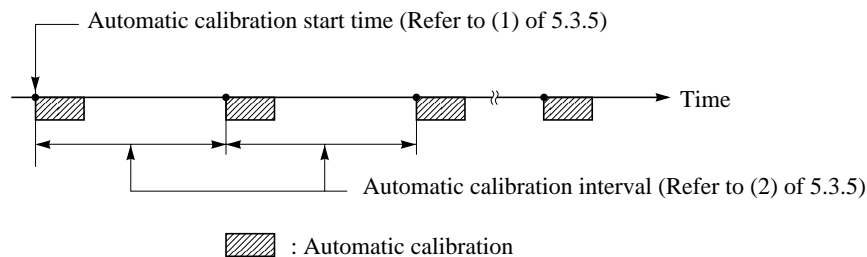 Automatic calibration start time (Refer to (1) of 5.3.5)
Time
Automatic calibration interval (Refer to (2) of 5.3.5)
: Automatic calibration